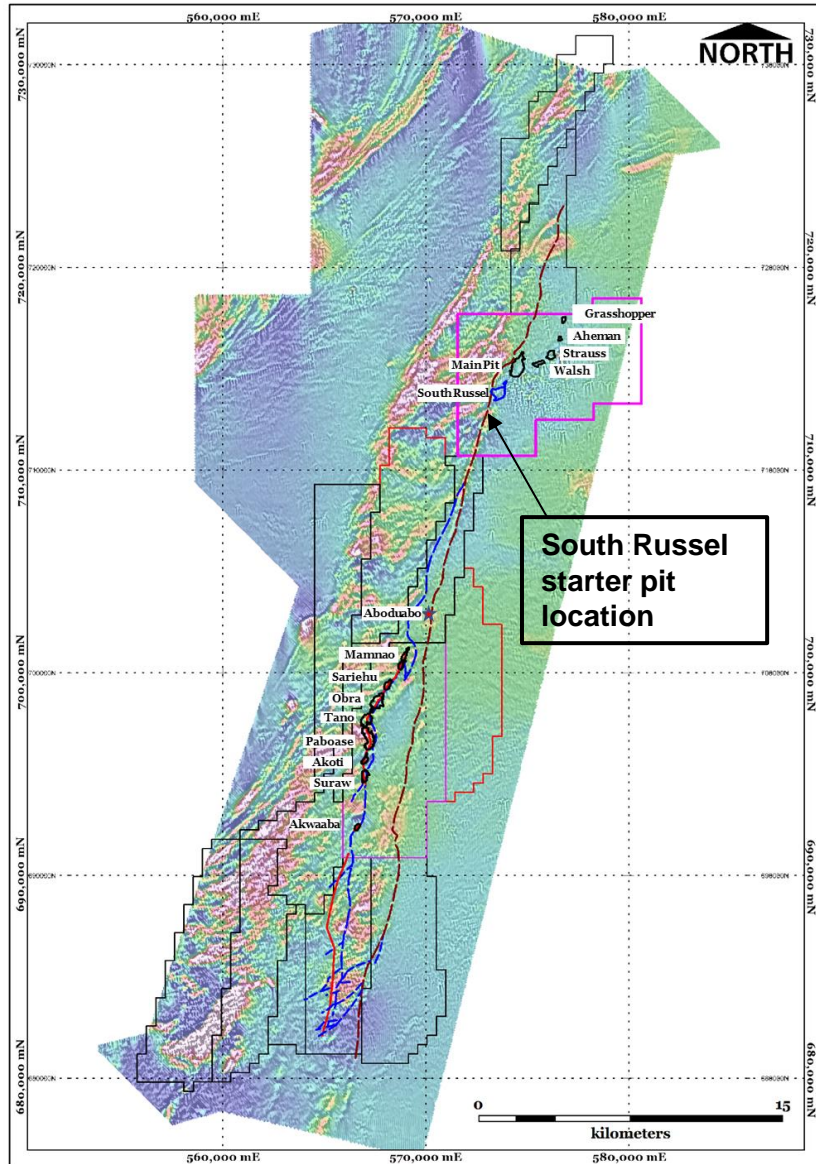 560,000 mE
570,000 mE
580,000 mE
730,000 mN
730,000 mN
NORTH
720,000 mN
720,000 mN
Grasshopper
Aheman
Strauss
Main Pit
Walsh
South Russel
710,000 mN
710,000 mN
South Russel
starter pit
location
Aboduabo
Mamnao
700,000 mN
700,000 mN
Sariehu
Obra
Tano
Paboase
Akoti
Suraw
Akwaaba
690,000 mN
690,000 mN
680,000 mN
680,000 mN
0
15
kilometers
560,000 mE
570,000 mE
580,000 mE